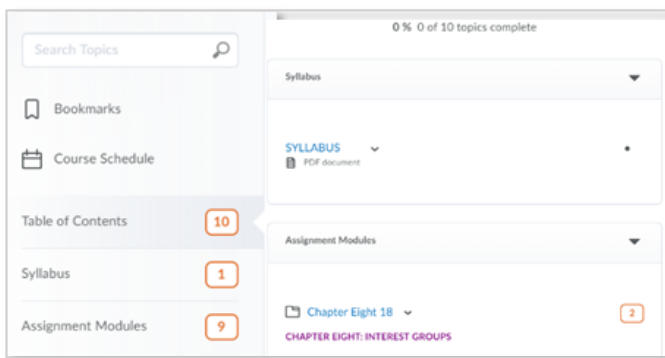 Search Topics
Bookmarks
Course Schedule
Table of Contents
10
Syllabus
1
Assignment Modules
9
0 % 0 of 10 topics complete
Syllabus
SYLLABUS
PDF document
Assignment Modules
Chapter Eight 18
2
CHAPTER EIGHT: INTEREST GROUPS